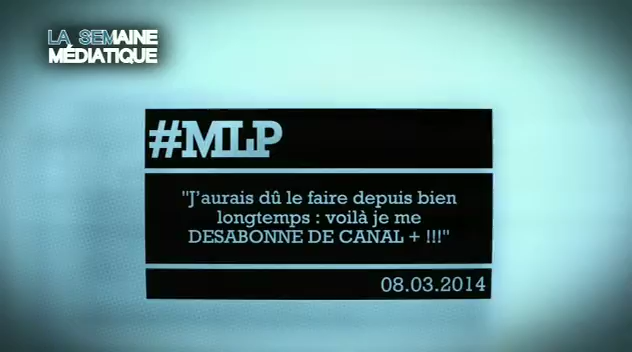 LA SEMAINE
MÉDIATIQUE
#MLP
"J'aurais dû le faire depuis bien
longtemps : voilà je me
DESABONNE DE CANAL + !!!"
08.03.2014